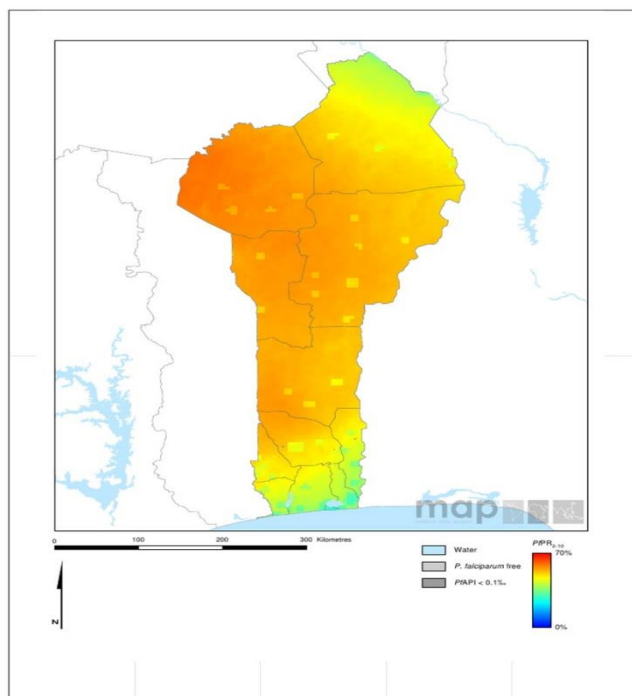 map
0 100 200 300 Kilometres
Water
P. falciparum free
PfAPI < 0.1‰
PfPR2-10
70%
0%
N